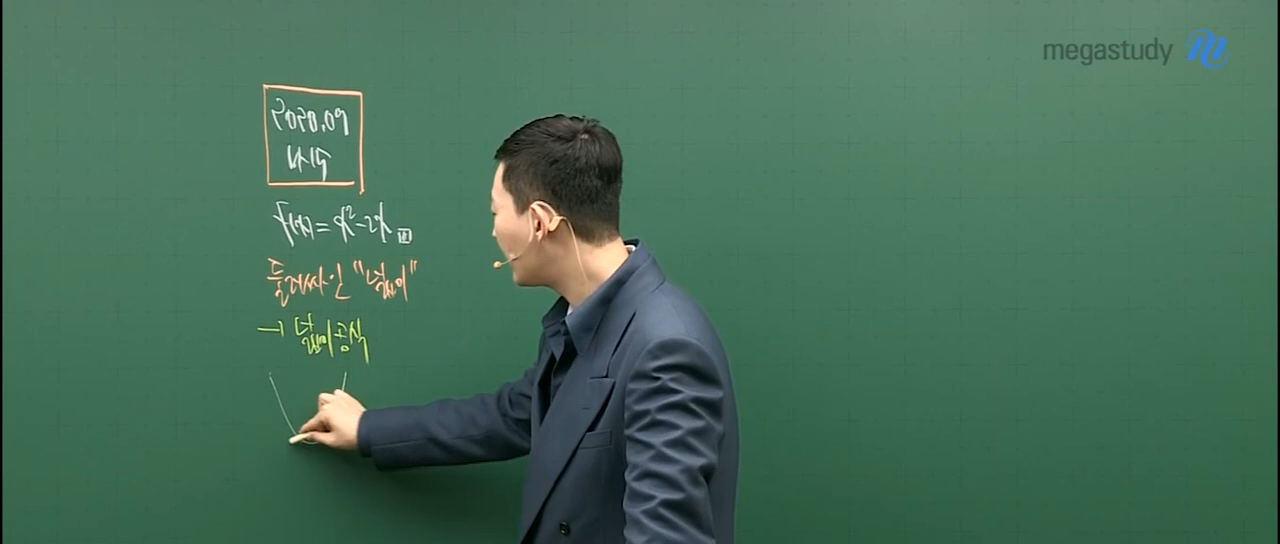 megastudy
2020.09
나15
f(x)=x²-2x
둘러싸인 "넓이"
→ 넓이공식